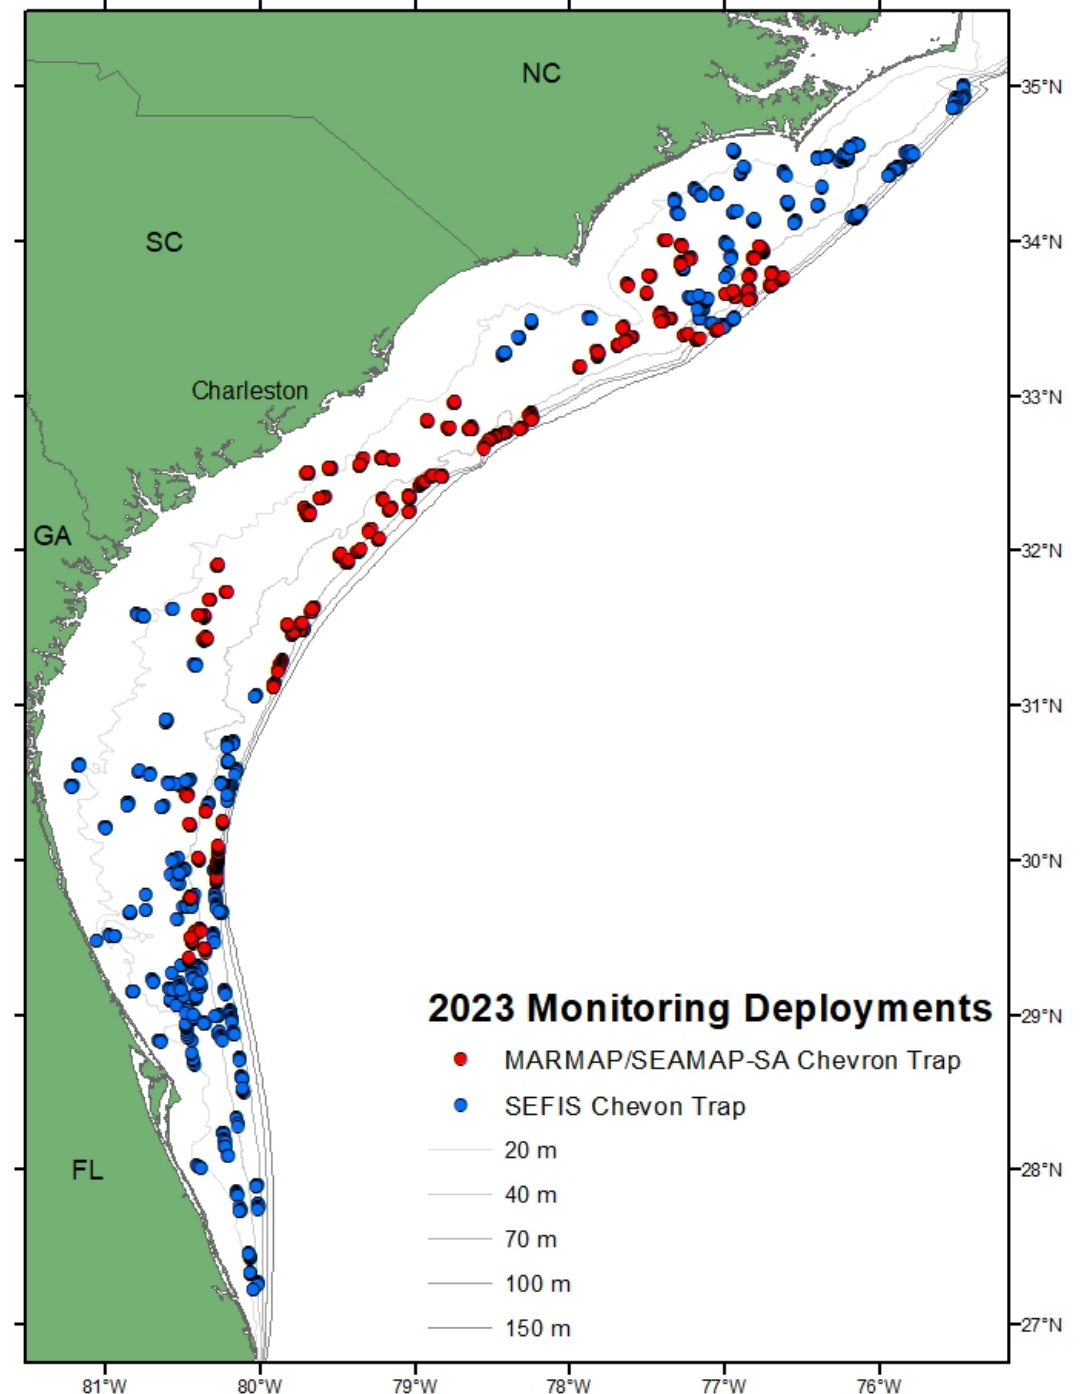 NC
35°N
SC
34°N
Charleston
33°N
GA
32°N
31°N
30°N
2023 Monitoring Deployments
29°N
MARMAP/SEAMAP-SA Chevron Trap
SEFIS Chevon Trap
20 m
FL
28°N
40 m
70 m
100 m
150 m
27°N
81°W 80°W 79°W 78°W 77°W 76°W